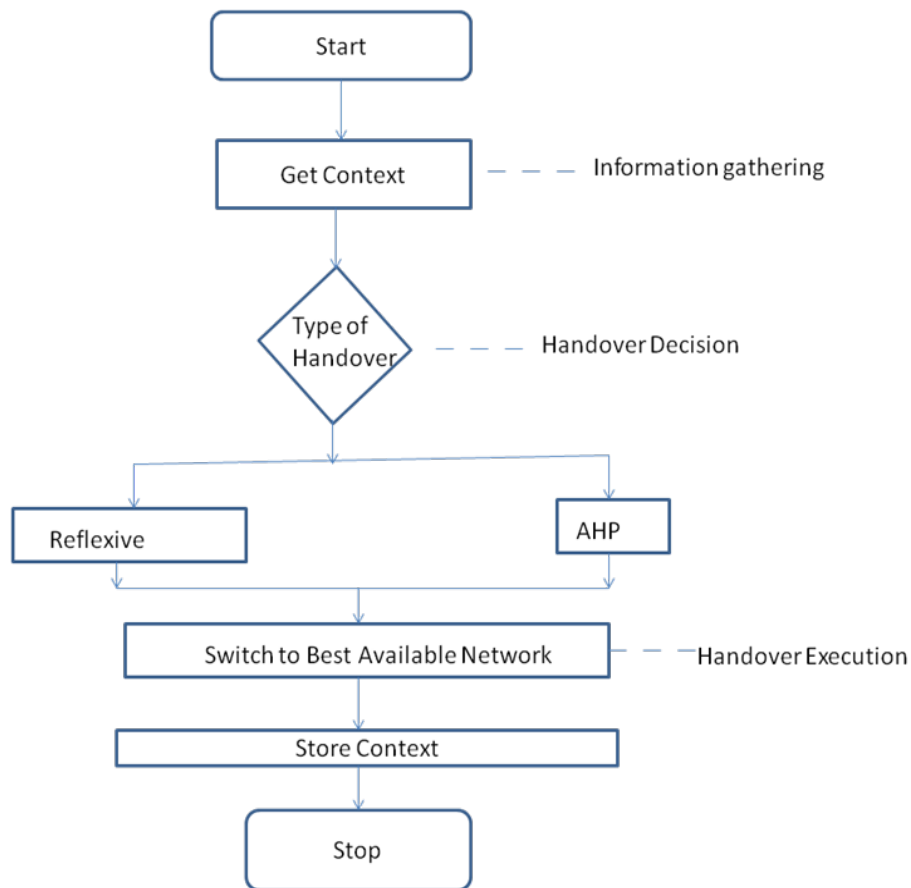 Start
Get Context
Information gathering
Type of
Handover
Handover Decision
Reflexive
AHP
Switch to Best Available Network
Handover Execution
Store Context
Stop